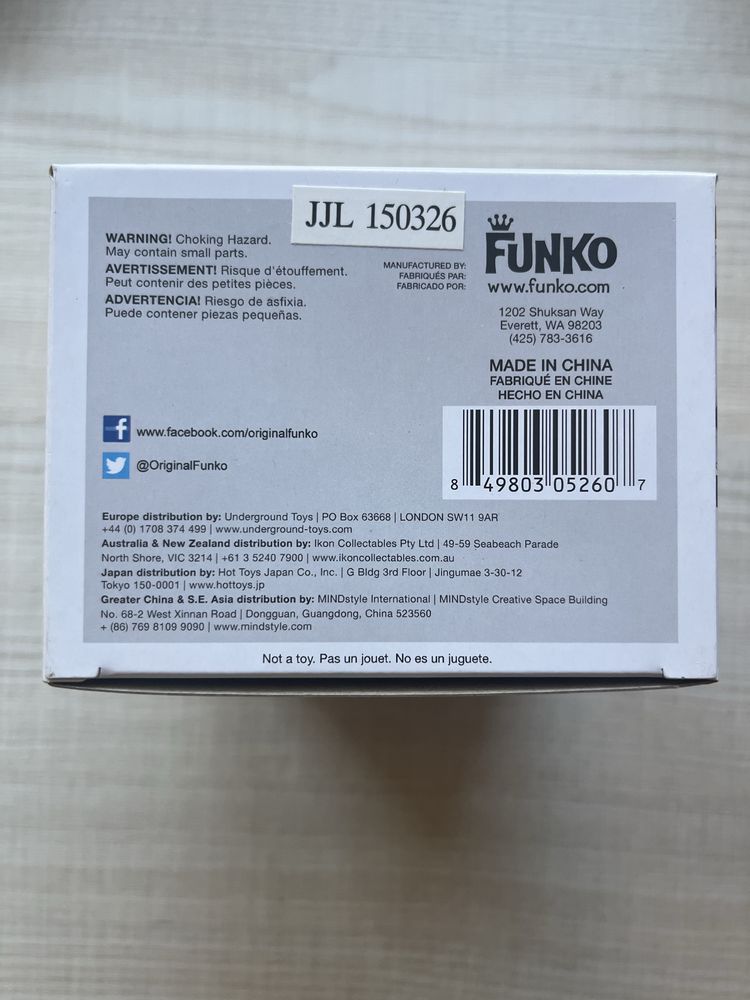 JJL 150326
WARNING! Choking Hazard.
May contain small parts.
AVERTISSEMENT! Risque d'étouffement.
Peut contenir des petites pièces.
ADVERTENCIA! Riesgo de asfixia.
Puede contener piezas pequeñas.
MANUFACTURED BY:
FABRIQUÉS PAR:
FABRICADO POR:
FUNKO
www.funko.com
1202 Shuksan Way
Everett, WA 98203
(425) 783-3616
MADE IN CHINA
FABRIQUÉ EN CHINE
HECHO EN CHINA
f www.facebook.com/originalfunko
@OriginalFunko
8 49803 05260 7
Europe distribution by: Underground Toys | PO Box 63668 | LONDON SW11 9AR
+44 (0) 1708 374 499 | www.underground-toys.com
Australia & New Zealand distribution by: Ikon Collectables Pty Ltd | 49-59 Seabeach Parade
North Shore, VIC 3214 | +61 3 5240 7900 | www.ikoncollectables.com.au
Japan distribution by: Hot Toys Japan Co., Inc. | G Bldg 3rd Floor | Jingumae 3-30-12
Tokyo 150-0001 | www.hottoys.jp
Greater China & S.E. Asia distribution by: MINDstyle International | MINDstyle Creative Space Building
No. 68-2 West Xinnan Road | Dongguan, Guangdong, China 523560
+ (86) 769 8109 9090 | www.mindstyle.com
Not a toy. Pas un jouet. No es un juguete.